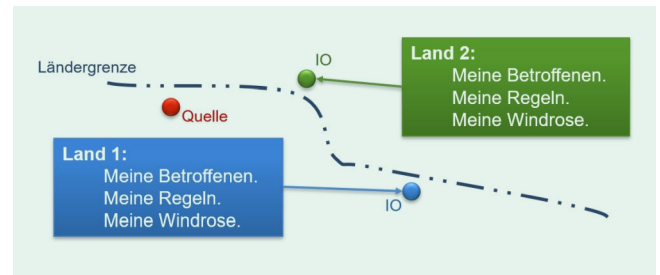 Ländergrenze
IO
Land 2:
Meine Betroffenen.
Meine Regeln.
Meine Windrose.
Quelle
Land 1:
Meine Betroffenen.
Meine Regeln.
Meine Windrose.
IO